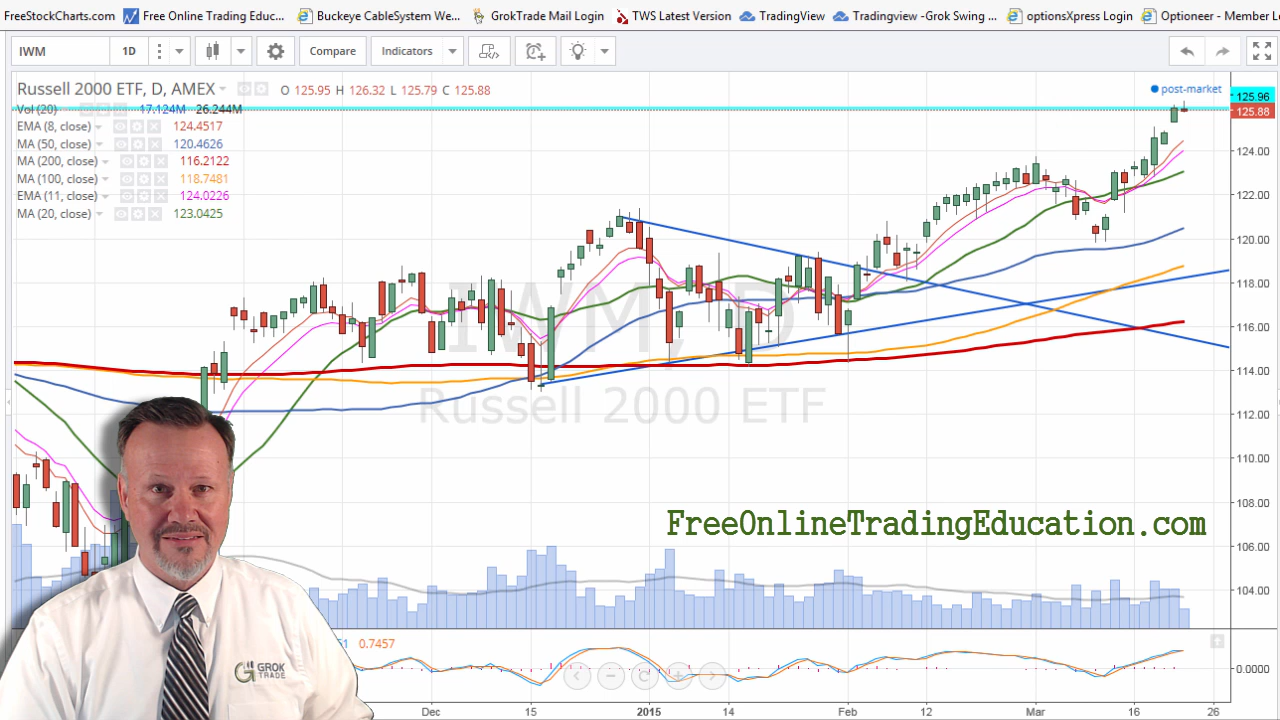 FreeStockCharts.com Free Online Trading Educ... Buckeye CableSystem We... GrokTrade Mail Login TWS Latest Version TradingView Tradingview -Grok Swing ... optionsXpress Login Optioneer - Member L
IWM 1D Compare Indicators
Russell 2000 ETF, D, AMEX O 125.95 H 126.32 L 125.79 C 125.88
post-market
125.96
125.88
Vol (20) 17.124M 26.244M
EMA (8, close) 124.4517
MA (50, close) 120.4626
MA (200, close) 116.2122
MA (100, close) 118.7481
EMA (11, close) 124.0226
MA (20, close) 123.0425
124.00
122.00
120.00
118.00
116.00
114.00
112.00
110.00
108.00
106.00
104.00
IWM, D
Russell 2000 ETF
FreeOnlineTradingEducation.com
0.7457
0.0000
GROK
TRADE
Dec 15 2015 14 Feb 12 Mar 16 26